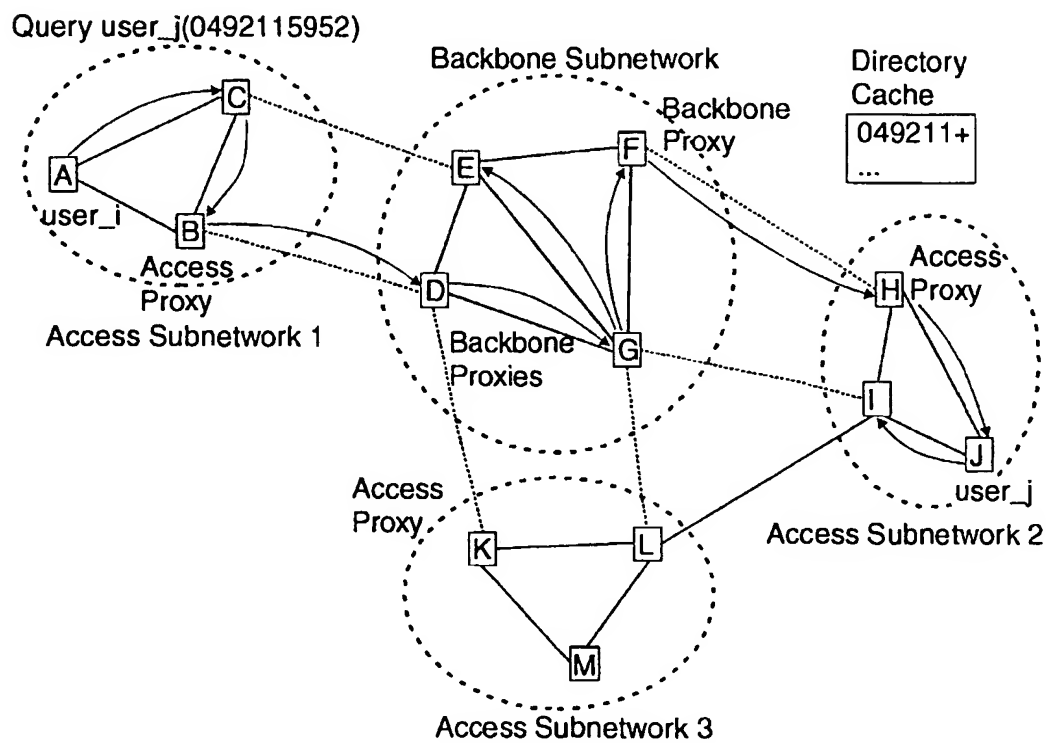 Query user_j(0492115952)
Backbone Subnetwork
Directory
Cache
049211+
...
Backbone
Proxy
C
A
user_i
B
Access
Proxy
Access Subnetwork 1
E
F
D
G
Backbone
Proxies
Access
Proxy
H
I
J
user_j
Access Subnetwork 2
Access
Proxy
K
L
M
Access Subnetwork 3